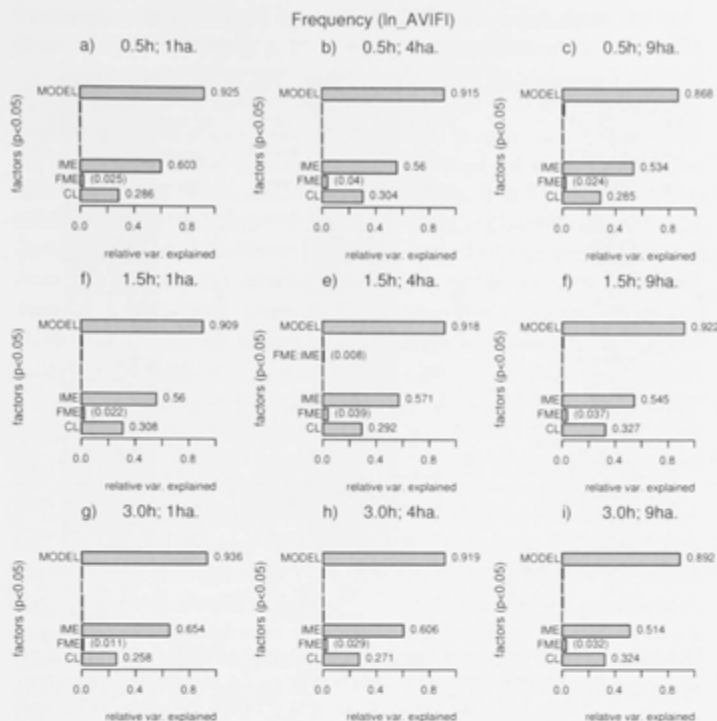 Frequency (ln_AVIFI)
a) 0.5h; 1ha.
b) 0.5h; 4ha.
c) 0.5h; 9ha.
factors (p<0.05)
MODEL 0.925
IME 0.603
FME (0.025)
CL 0.286
0.0 0.4 0.8
relative var. explained
factors (p<0.05)
MODEL 0.915
IME 0.56
FME (0.04)
CL 0.304
0.0 0.4 0.8
relative var. explained
factors (p<0.05)
MODEL 0.868
IME 0.534
FME (0.024)
CL 0.285
0.0 0.4 0.8
relative var. explained
f) 1.5h; 1ha.
e) 1.5h; 4ha.
f) 1.5h; 9ha.
factors (p<0.05)
MODEL 0.909
IME 0.56
FME (0.022)
CL 0.308
0.0 0.4 0.8
relative var. explained
factors (p<0.05)
MODEL 0.918
FME:IME (0.008)
IME 0.571
FME (0.039)
CL 0.292
0.0 0.4 0.8
relative var. explained
factors (p<0.05)
MODEL 0.922
IME 0.545
FME (0.037)
CL 0.327
0.0 0.4 0.8
relative var. explained
g) 3.0h; 1ha.
h) 3.0h; 4ha.
i) 3.0h; 9ha.
factors (p<0.05)
MODEL 0.936
IME 0.654
FME (0.011)
CL 0.258
0.0 0.4 0.8
relative var. explained
factors (p<0.05)
MODEL 0.919
IME 0.606
FME (0.029)
CL 0.271
0.0 0.4 0.8
relative var. explained
factors (p<0.05)
MODEL 0.892
IME 0.514
FME (0.032)
CL 0.324
0.0 0.4 0.8
relative var. explained